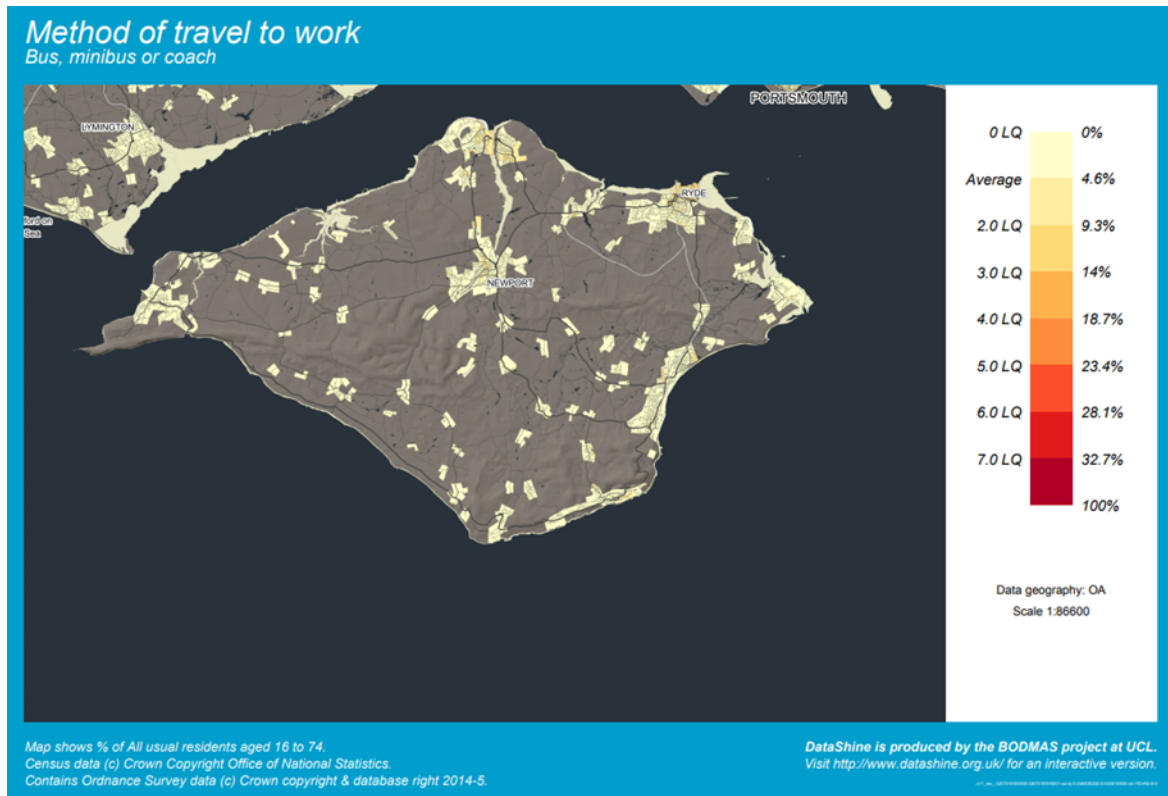 Method of travel to work
Bus, minibus or coach
PORTSMOUTH
LYMINGTON
RYDE
ford on
Sea
NEWPORT
0 LQ 0%
Average 4.6%
2.0 LQ 9.3%
3.0 LQ 14%
4.0 LQ 18.7%
5.0 LQ 23.4%
6.0 LQ 28.1%
7.0 LQ 32.7%
100%
Data geography: OA
Scale 1:86600
Map shows % of All usual residents aged 16 to 74.
Census data (c) Crown Copyright Office of National Statistics.
Contains Ordnance Survey data (c) Crown copyright & database right 2014-5.
DataShine is produced by the BODMAS project at UCL.
Visit http://www.datashine.org.uk/ for an interactive version.